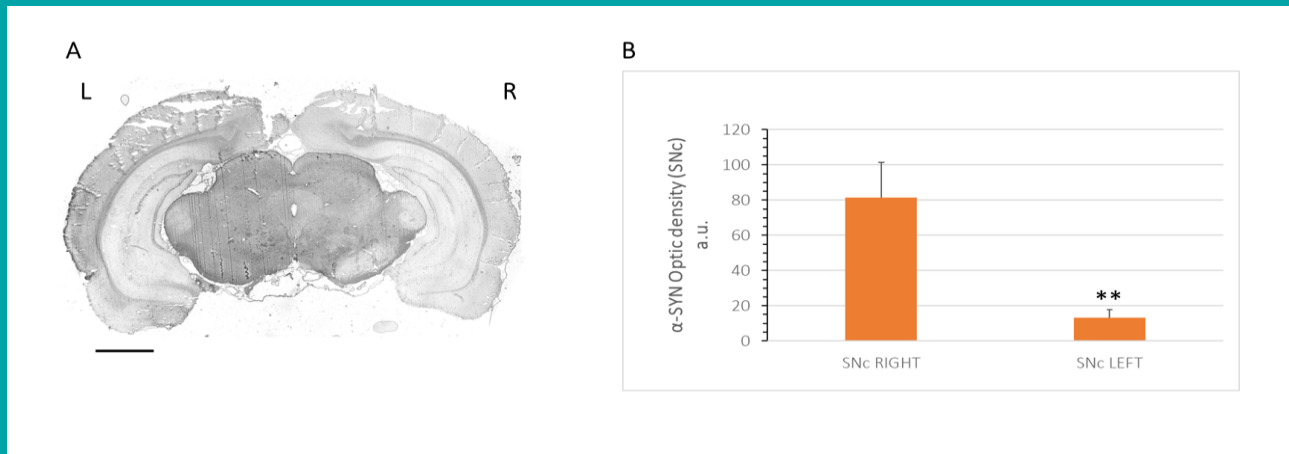 A
L
R
B
α-SYN Optic density (SNc)
a.u.
120
100
80
60
40
20
0
**
SNc RIGHT
SNc LEFT